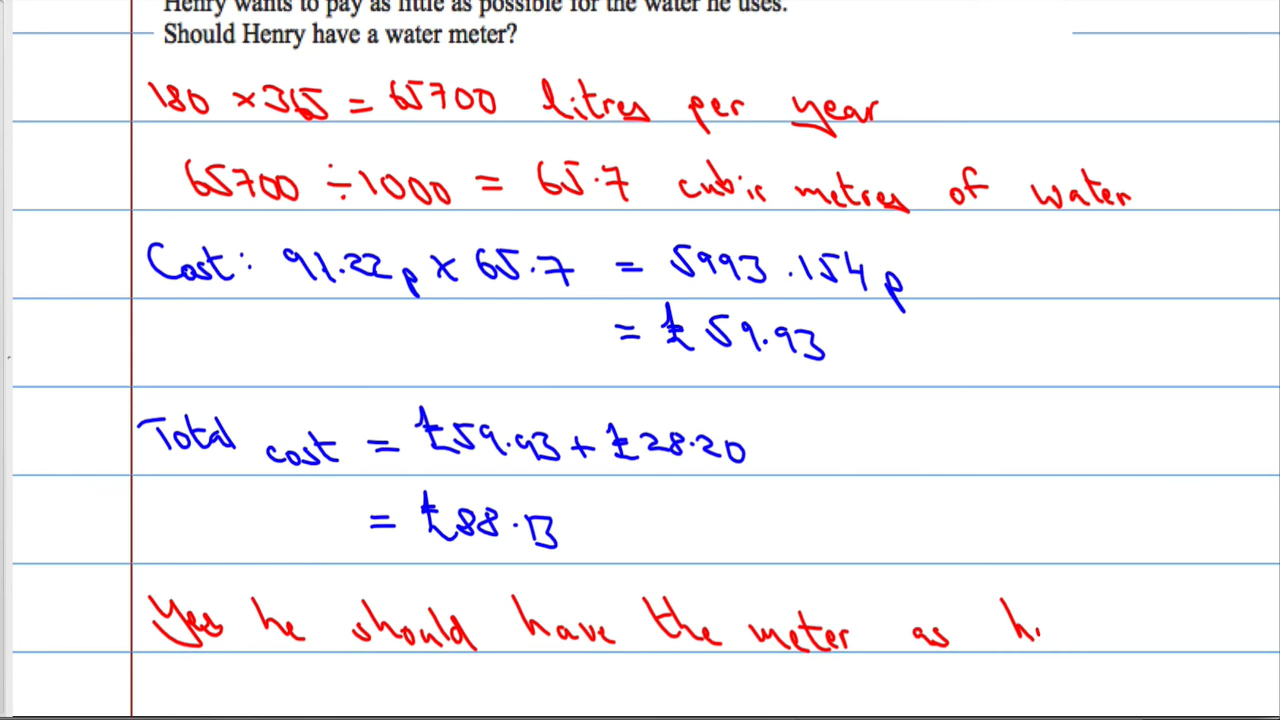 Henry wants to pay as little as possible for the water he uses.
Should Henry have a water meter?
180 × 365 = 65700 litres per year
65700 ÷ 1000 = 65.7 cubic metres of water
Cost: 91.22p × 65.7 = 5993.154p
= £59.93
Total cost = £59.93 + £28.20
= £88.13
Yes he should have the meter as h